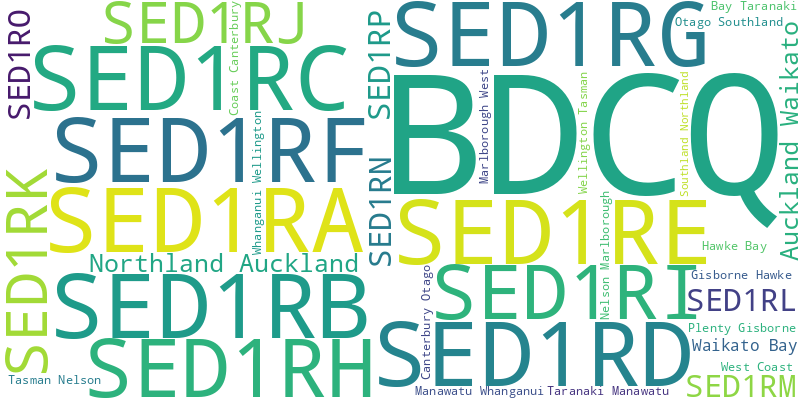 SED1RO
SED1RJ
Coast Canterbury
SED1RP
SED1RG
Bay Taranaki
Otago Southland
SED1RC
BDCQ
Marlborough West
Wellington Tasman
Southland Northland
Auckland Waikato
SED1RF
Whanganui Wellington
SED1RN
SED1RK
SED1RA
SED1RE
Nelson Marlborough
Hawke Bay
Northland Auckland
Canterbury Otago
SED1RI
Gisborne Hawke
SED1RL
SED1RB
SED1RD
Plenty Gisborne
Waikato Bay
SED1RH
West Coast
Tasman Nelson
Manawatu Whanganui
Taranaki Manawatu
SED1RM